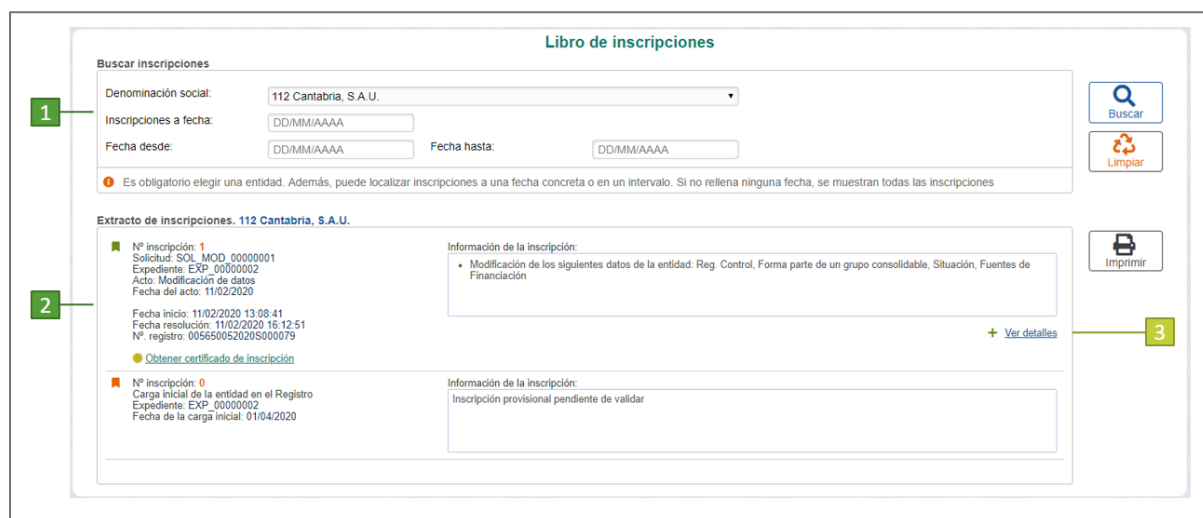 Libro de inscripciones
Buscar inscripciones
1
Denominación social: 112 Cantabria, S.A.U.
Buscar
Inscripciones a fecha: DD/MM/AAAA
Fecha desde: DD/MM/AAAA Fecha hasta: DD/MM/AAAA
Limpiar
Es obligatorio elegir una entidad. Además, puede localizar inscripciones a una fecha concreta o en un intervalo. Si no rellena ninguna fecha, se muestran todas las inscripciones
Extracto de inscripciones. 112 Cantabria, S.A.U.
2
Nº inscripción: 1
Solicitud: SOL_MOD_00000001
Expediente: EXP_00000002
Acto: Modificación de datos
Fecha del acto: 11/02/2020
Fecha inicio: 11/02/2020 13:08:41
Fecha resolución: 11/02/2020 16:12:51
Nº. registro: 005650052020S000079
Obtener certificado de inscripción
Información de la inscripción:
• Modificación de los siguientes datos de la entidad: Reg. Control, Forma parte de un grupo consolidable, Situación, Fuentes de
Financiación
+ Ver detalles
3
Imprimir
Nº inscripción: 0
Carga inicial de la entidad en el Registro
Expediente: EXP_00000002
Fecha de la carga inicial: 01/04/2020
Información de la inscripción:
Inscripción provisional pendiente de validar